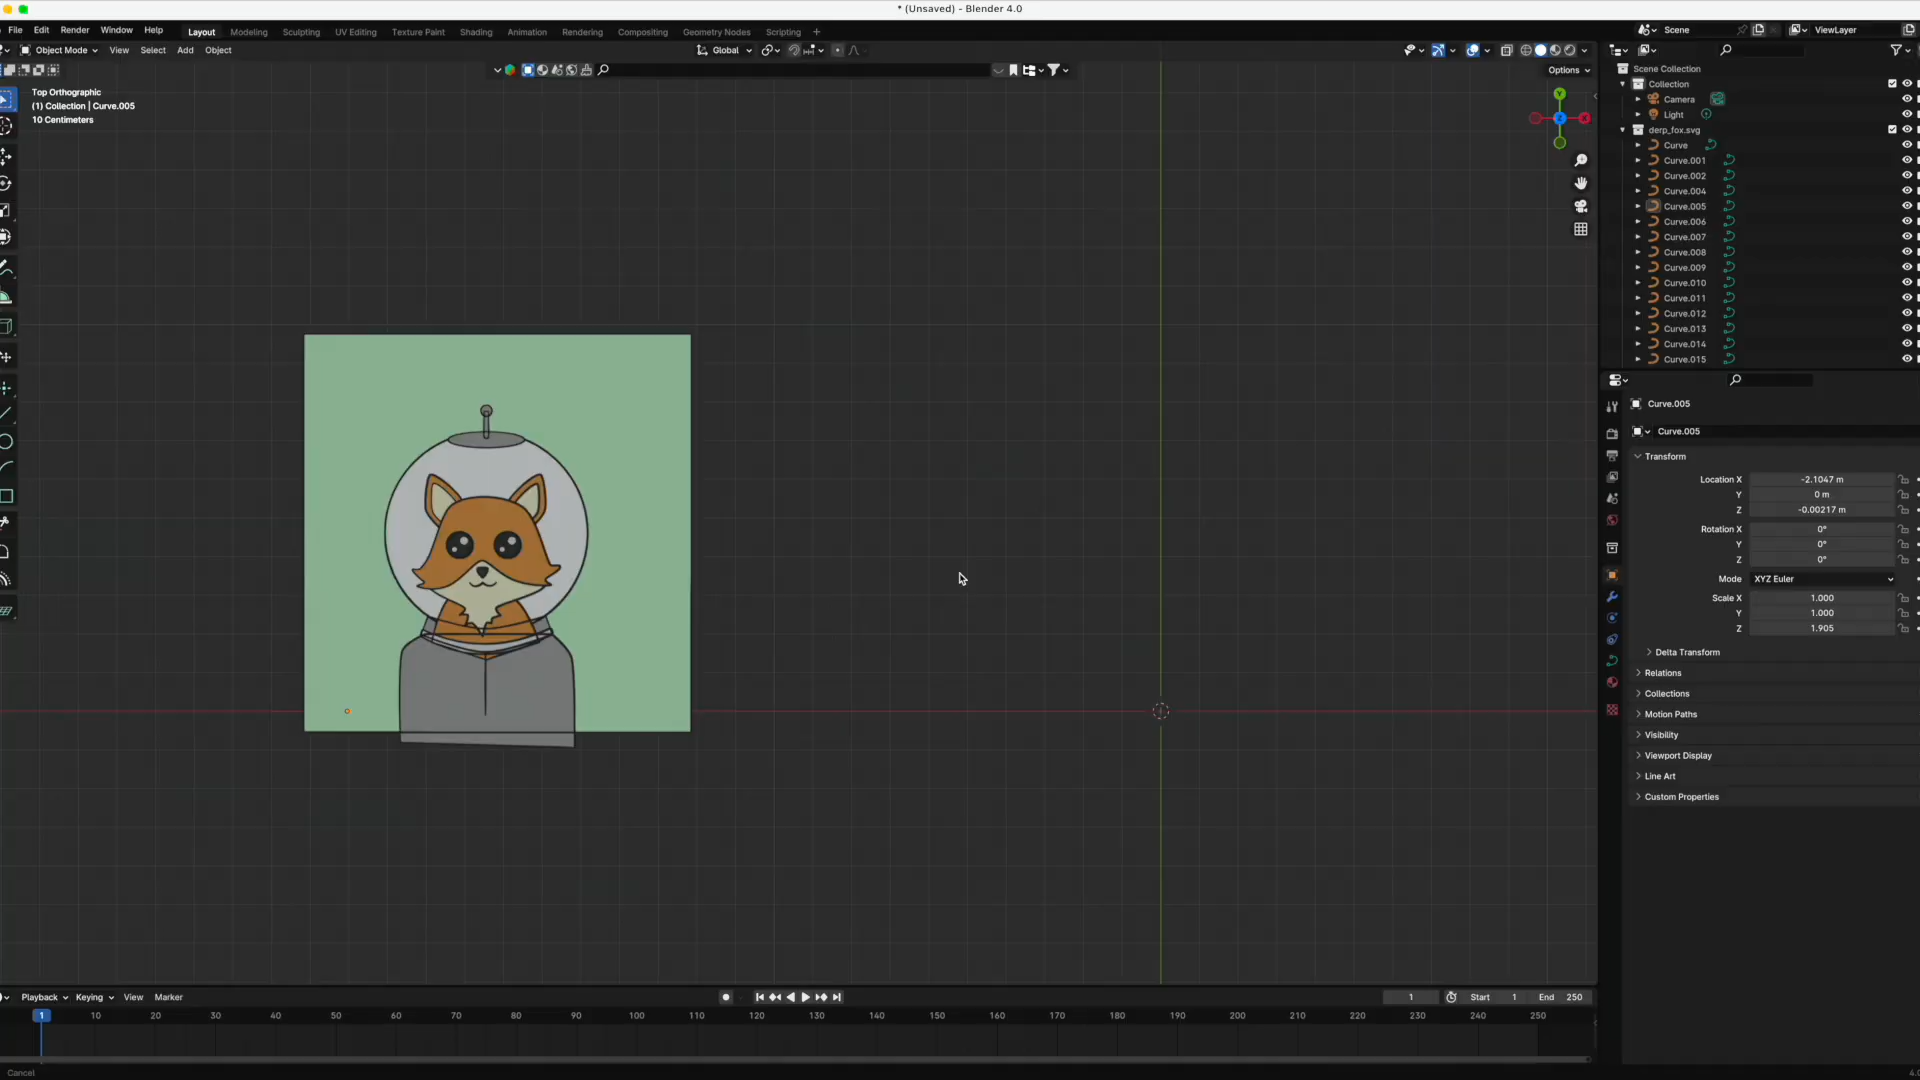 * (Unsaved) - Blender 4.0
File Edit Render Window Help Layout Modeling Sculpting UV Editing Texture Paint Shading Animation Rendering Compositing Geometry Nodes Scripting + Scene ViewLayer
Object Mode View Select Add Object Global
Options
Top Orthographic
(1) Collection | Curve.005
10 Centimeters
Y
X
Z
Scene Collection
Collection
Camera
Light
derp_fox.svg
Curve
Curve.001
Curve.002
Curve.004
Curve.005
Curve.006
Curve.007
Curve.008
Curve.009
Curve.010
Curve.011
Curve.012
Curve.013
Curve.014
Curve.015
Curve.005
Curve.005
Transform
Location X -2.1047 m
Y 0 m
Z -0.00217 m
Rotation X 0°
Y 0°
Z 0°
Mode XYZ Euler
Scale X 1.000
Y 1.000
Z 1.905
Delta Transform
Relations
Collections
Motion Paths
Visibility
Viewport Display
Line Art
Custom Properties
Playback Keying View Marker 1 Start 1 End 250
1 10 20 30 40 50 60 70 80 90 100 110 120 130 140 150 160 170 180 190 200 210 220 230 240 250
Cancel 4.0